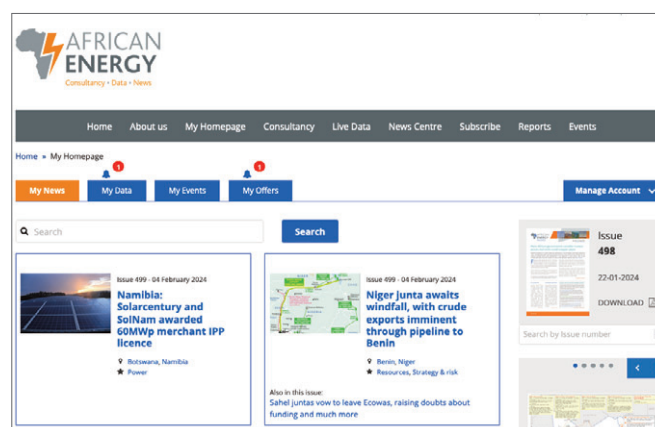 AFRICAN
ENERGY
Consultancy • Data • News
Home About us My Homepage Consultancy Live Data News Centre Subscribe Reports Events
Home » My Homepage
1 1
My News My Data My Events My Offers Manage Account
Search Search
Issue 499 - 04 February 2024
Namibia:
Solarcentury and
SolNam awarded
60MWp merchant IPP
licence
Botswana, Namibia
Power
Issue 499 - 04 February 2024
Niger junta awaits
windfall, with crude
exports imminent
through pipeline to
Benin
Benin, Niger
Resources, Strategy & risk
Also in this issue:
Sahel juntas vow to leave Ecowas, raising doubts about
funding and much more
Issue
498
22-01-2024
DOWNLOAD
Search by Issue number